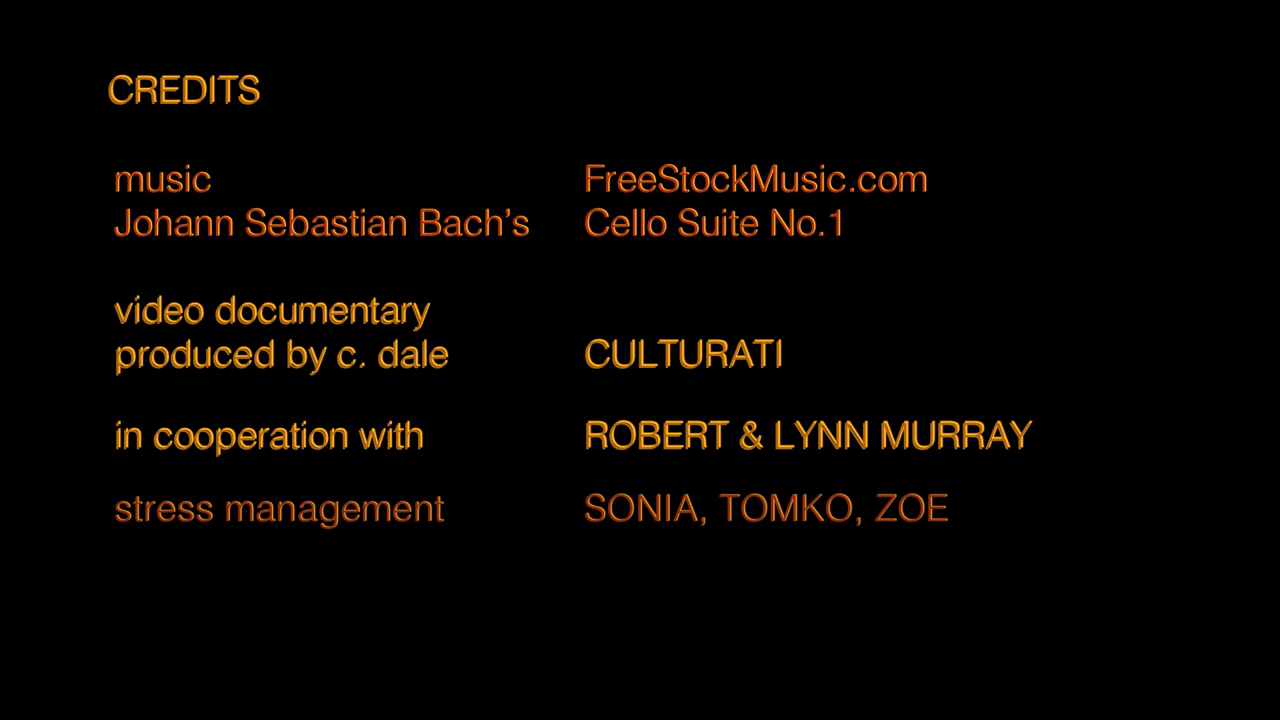 CREDITS
music FreeStockMusic.com
Johann Sebastian Bach’s Cello Suite No.1
video documentary
produced by c. dale CULTURATI
in cooperation with ROBERT & LYNN MURRAY
stress management SONIA, TOMKO, ZOE